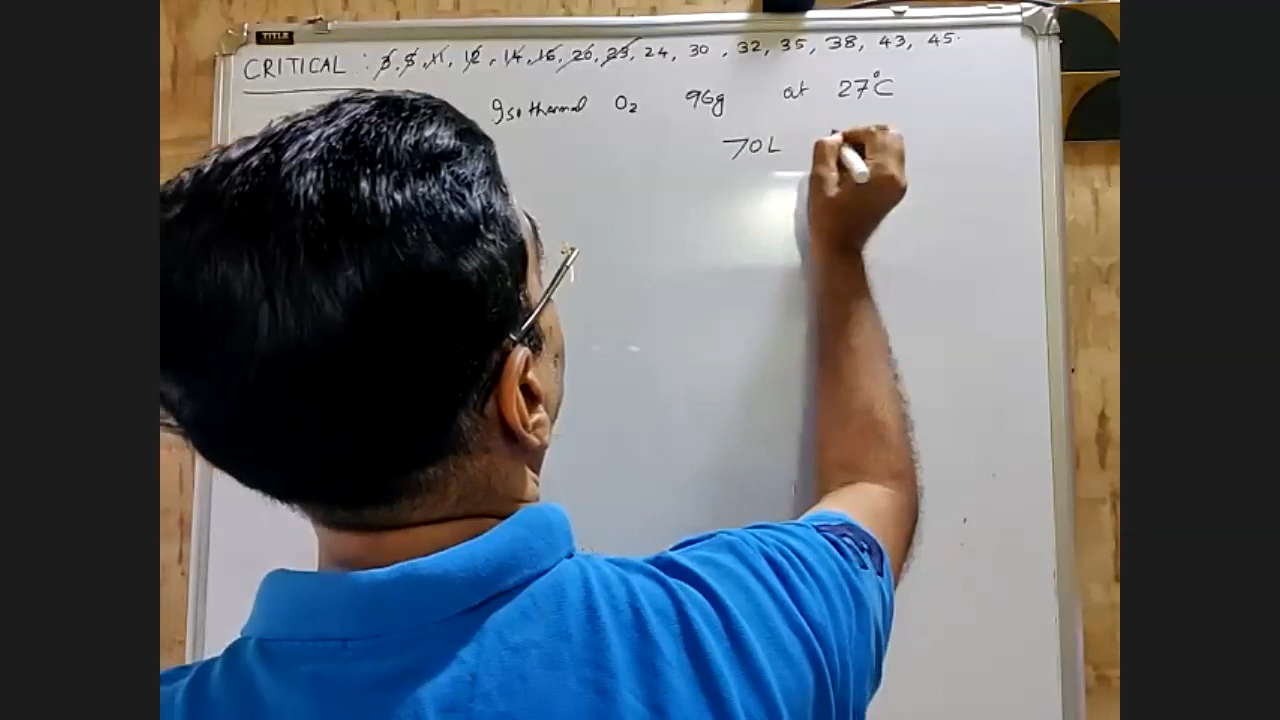 TITLE
CRITICAL : 3, 5, 11, 12, 14, 16, 20, 23, 24, 30, 32, 35, 38, 43, 45.
Isothermal O2 96g at 27°C
70L